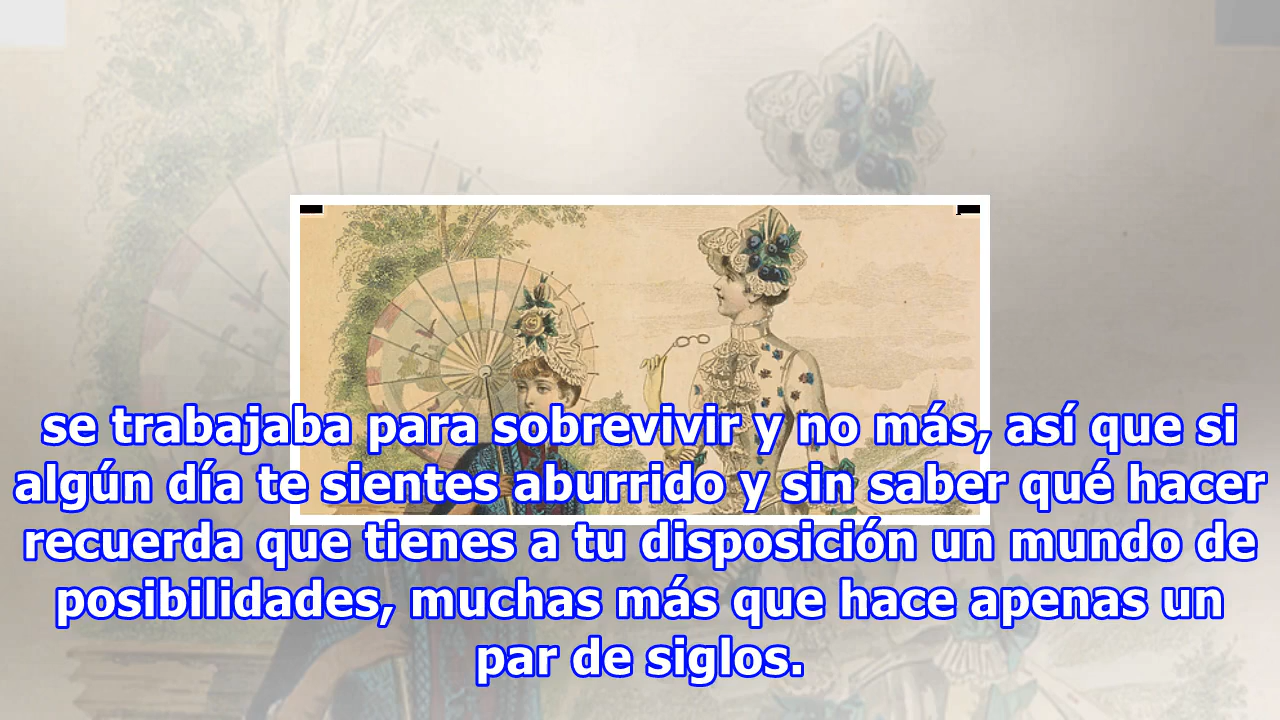 se trabajaba para sobrevivir y no más, así que si
algún día te sientes aburrido y sin saber qué hacer
recuerda que tienes a tu disposición un mundo de
posibilidades, muchas más que hace apenas un
par de siglos.